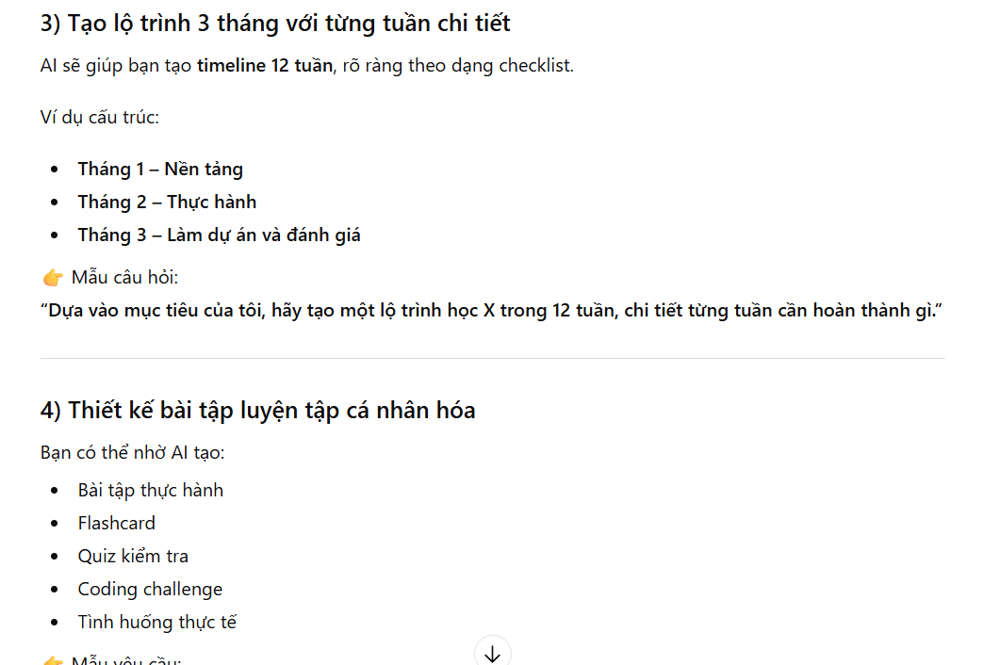 3) Tạo lộ trình 3 tháng với từng tuần chi tiết
AI sẽ giúp bạn tạo timeline 12 tuần, rõ ràng theo dạng checklist.
Ví dụ cấu trúc:
• Tháng 1 – Nền tảng
• Tháng 2 – Thực hành
• Tháng 3 – Làm dự án và đánh giá
👉 Mẫu câu hỏi:
“Dựa vào mục tiêu của tôi, hãy tạo một lộ trình học X trong 12 tuần, chi tiết từng tuần cần hoàn thành gì.”
4) Thiết kế bài tập luyện tập cá nhân hóa
Bạn có thể nhờ AI tạo:
• Bài tập thực hành
• Flashcard
• Quiz kiểm tra
• Coding challenge
• Tình huống thực tế
👉 Mẫu yêu cầu: